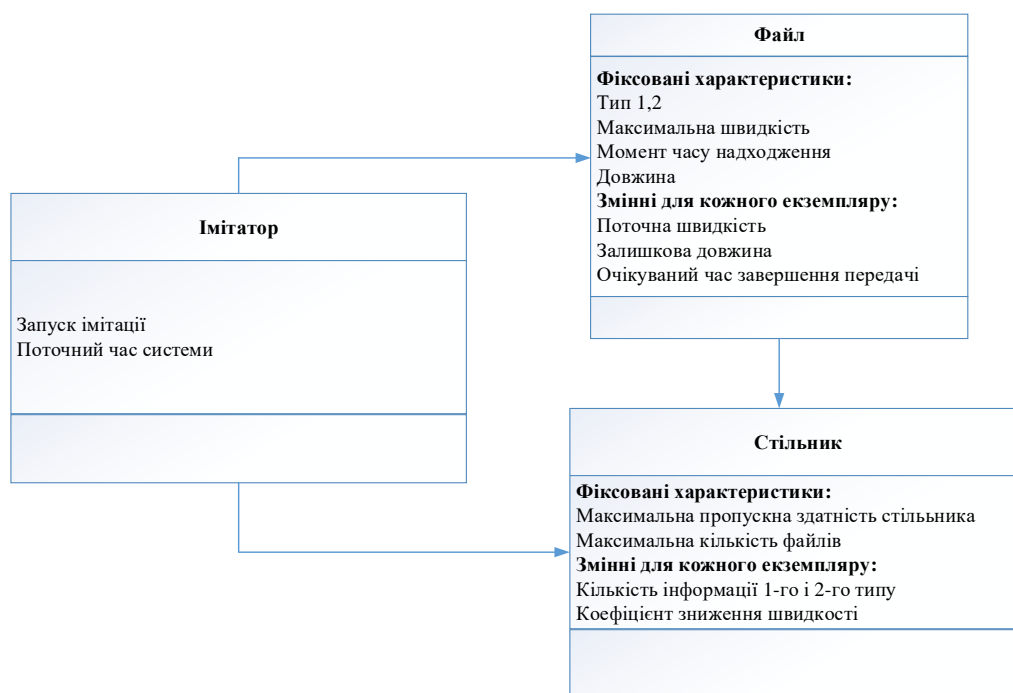 Файл
Фіксовані характеристики:
Тип 1,2
Максимальна швидкість
Момент часу надходження
Довжина
Змінні для кожного екземпляру:
Поточна швидкість
Залишкова довжина
Очікуваний час завершення передачі
Імітатор
Запуск імітації
Поточний час системи
Стільник
Фіксовані характеристики:
Максимальна пропускна здатність стілььника
Максимальна кількість файлів
Змінні для кожного екземпляру:
Кількість інформації 1-го і 2-го типу
Коефіцієнт зниження швидкості